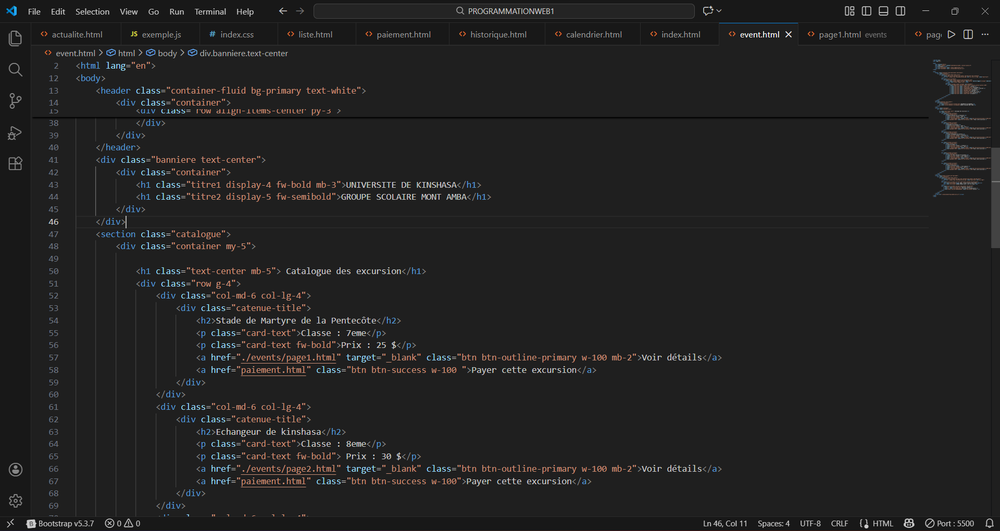 File Edit Selection View Go Run Terminal Help PROGRAMMATIONWEB1
actualite.html JS exemple.js # index.css liste.html paiement.html historique.html calendrier.html index.html event.html page1.html events pag
event.html > html > body > div.banniere.text-center
2 <html lang="en">
12 <body>
13 <header class="container-fluid bg-primary text-white">
14 <div class="container">
15 <div class="row align-items-center py-3">
38 </div>
39 </div>
40 </header>
41 <div class="banniere text-center">
42 <div class="container">
43 <h1 class="titre1 display-4 fw-bold mb-3">UNIVERSITE DE KINSHASA</h1>
44 <h1 class="titre2 display-5 fw-semibold">GROUPE SCOLAIRE MONT AMBA</h1>
45 </div>
46 </div>
47 <section class="catalogue">
48 <div class="container my-5">
49
50 <h1 class="text-center mb-5"> Catalogue des excursion</h1>
51 <div class="row g-4">
52 <div class="col-md-6 col-lg-4">
53 <div class="catenue-title">
54 <h2>Stade de Martyre de la Pentecôte</h2>
55 <p class="card-text">Classe : 7eme</p>
56 <p class="card-text fw-bold">Prix : 25 $</p>
57 <a href="./events/page1.html" target="_blank" class="btn btn-outline-primary w-100 mb-2">Voir détails</a>
58 <a href="paiement.html" class="btn btn-success w-100 ">Payer cette excursion</a>
59 </div>
60 </div>
61 <div class="col-md-6 col-lg-4">
62 <div class="catenue-title">
63 <h2>Echangeur de kinshasa</h2>
64 <p class="card-text">Classe : 8eme</p>
65 <p class="card-text fw-bold"> Prix : 30 $</p>
66 <a href="./events/page2.html" target="_blank" class="btn btn-outline-primary w-100 mb-2">Voir détails</a>
67 <a href="paiement.html" class="btn btn-success w-100">Payer cette excursion</a>
68 </div>
69 </div>
B Bootstrap v5.3.7 0 0 Ln 46, Col 11 Spaces: 4 UTF-8 CRLF {} HTML Port : 5500